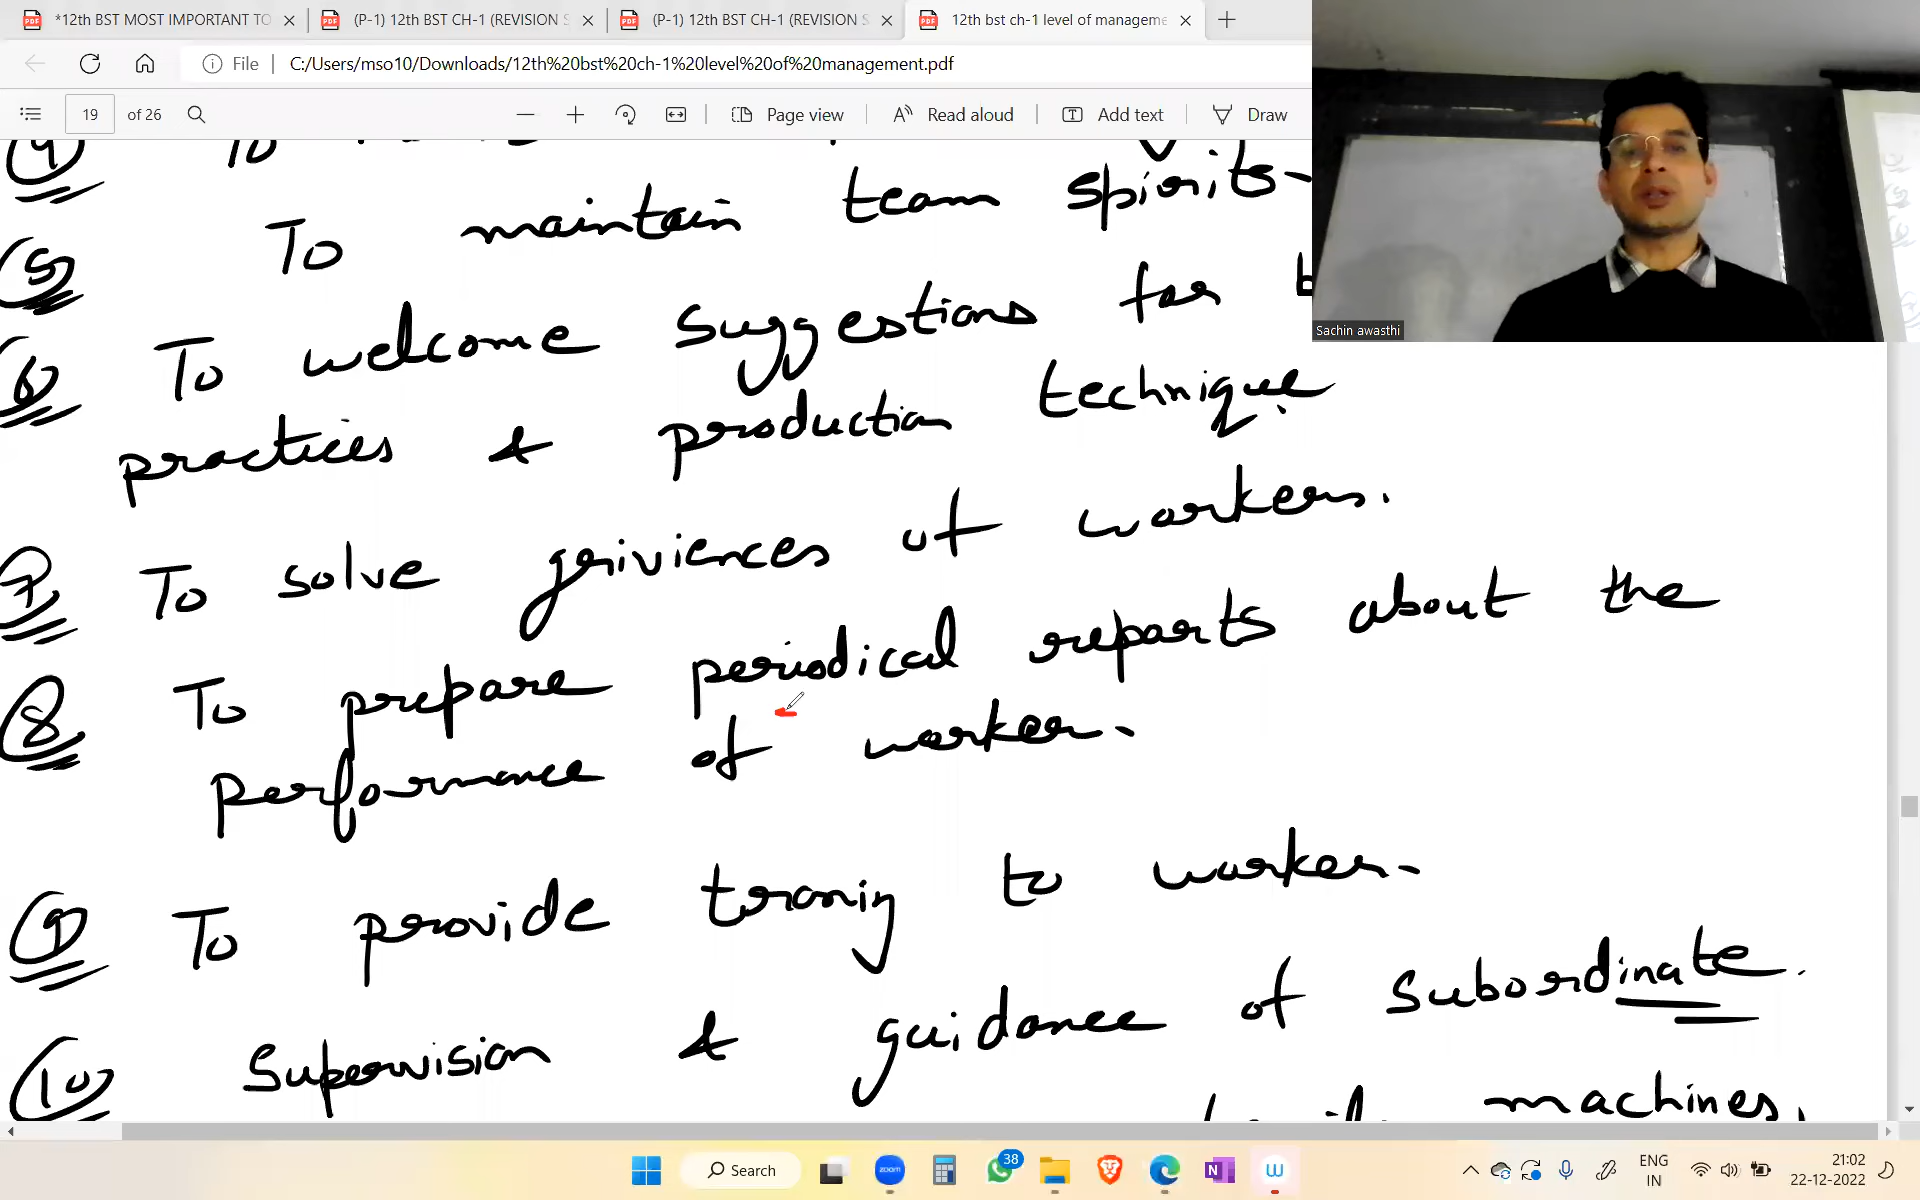 *12th BST MOST IMPORTANT TO
(P-1) 12th BST CH-1 (REVISION S
(P-1) 12th BST CH-1 (REVISION S
12th bst ch-1 level of manageme
File C:/Users/mso10/Downloads/12th%20bst%20ch-1%20level%20of%20management.pdf
19 of 26 Page view Read aloud Add text Draw
Sachin awasthi
(4) To
(5) To maintain team spirits-
(6) To welcome suggestions for b
practices & production technique
(7) To solve griviences of workers.
(8) To prepare periodical reports about the
performance of worker.
(9) To provide traniy to worker.
(10) Supervision & guidance of subordinate.
machines.
Search zoom 38 N W ENG 21:02
IN 22-12-2022